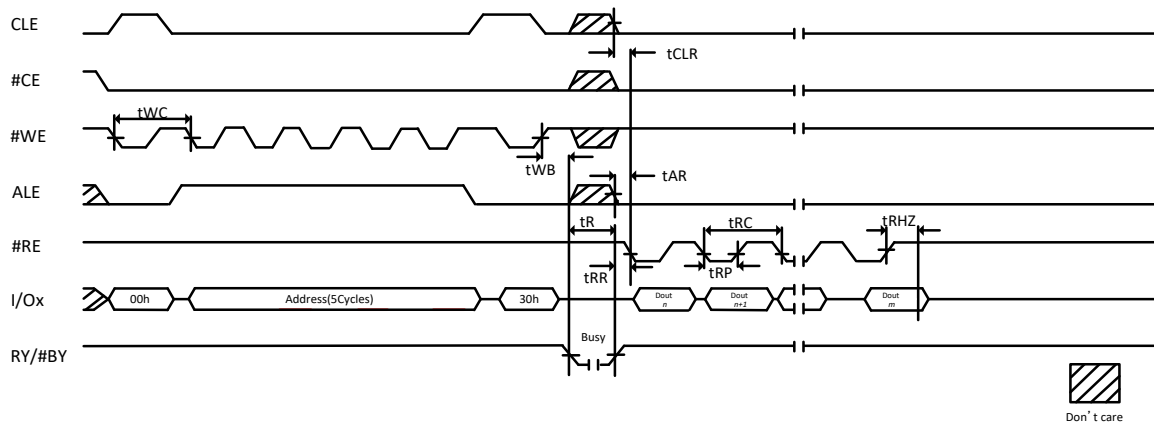 CLE
tCLR
#CE
tWC
#WE
tWB
tAR
ALE
tR
tRC
tRHZ
#RE
tRR
tRP
I/Ox
00h
Address(5Cycles)
30h
Dout
n
Dout
n+1
Dout
m
Busy
RY/#BY
Don’t care